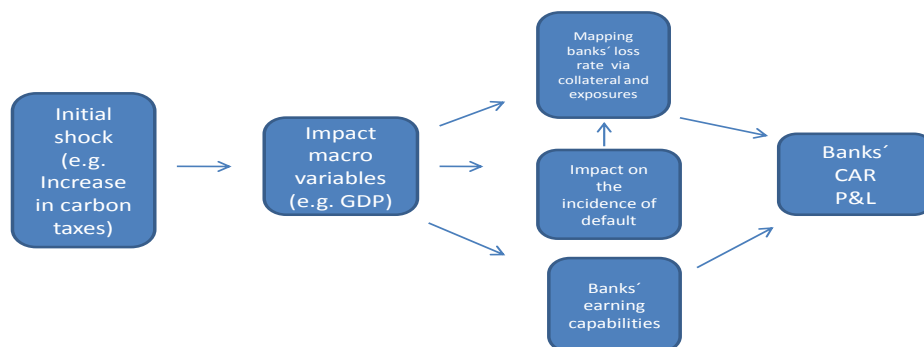 Initial
shock
(e.g.
Increase
in carbon
taxes)
Impact
macro
variables
(e.g. GDP)
Mapping
banks´ loss
rate via
collateral and
exposures
Impact on
the
incidence of
default
Banks´
earning
capabilities
Banks´
CAR
P&L